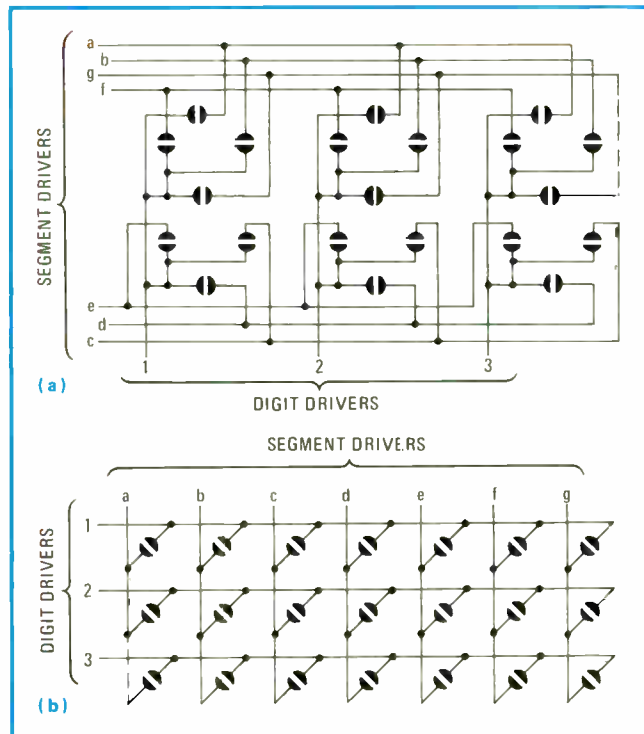 a
b
g
f
SEGMENT DRIVERS
e
d
c
1 2 3
(a)
DIGIT DRIVERS
SEGMENT DRIVERS
a b c d e f g
DIGIT DRIVERS
1
2
3
(b)